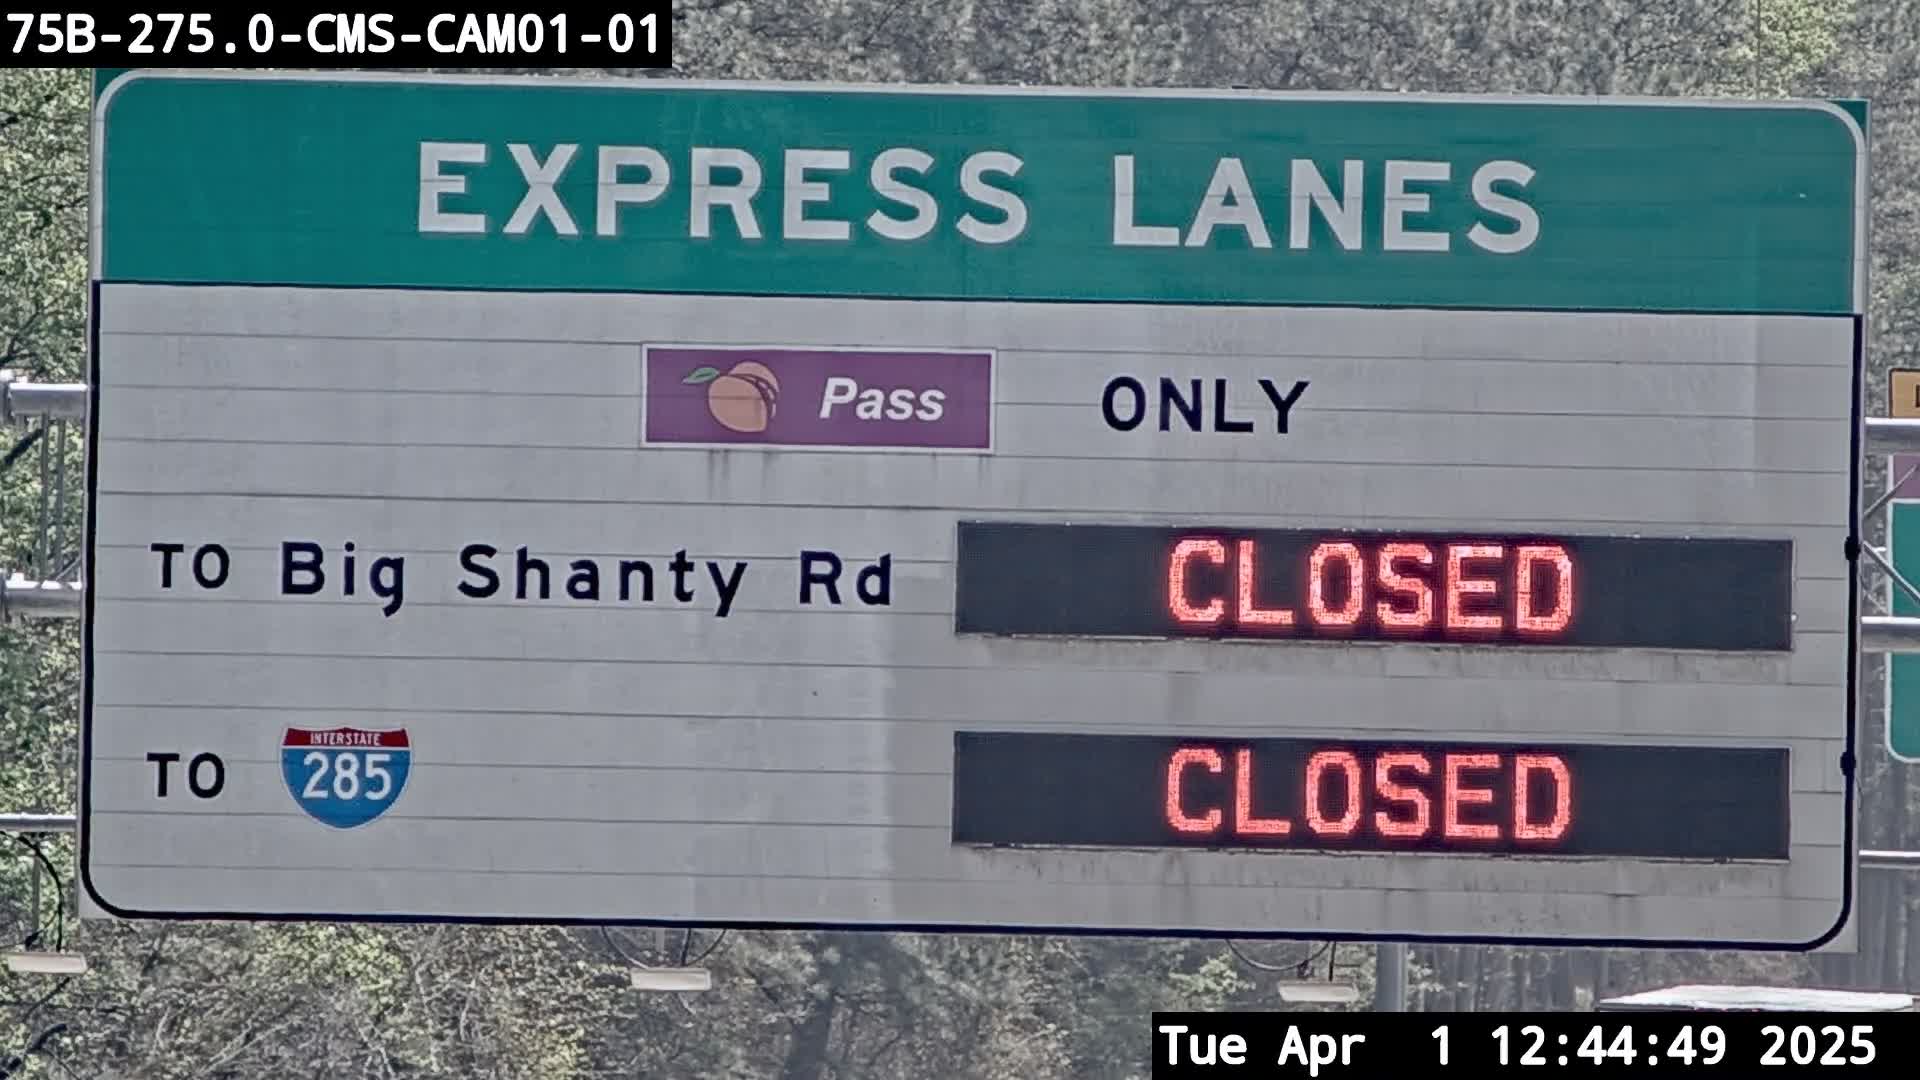 75B-275.0-CMS-CAM01-01
EXPRESS LANES
Pass ONLY
TO Big Shanty Rd CLOSED
TO INTERSTATE 285 CLOSED
Tue Apr 1 12:44:49 2025